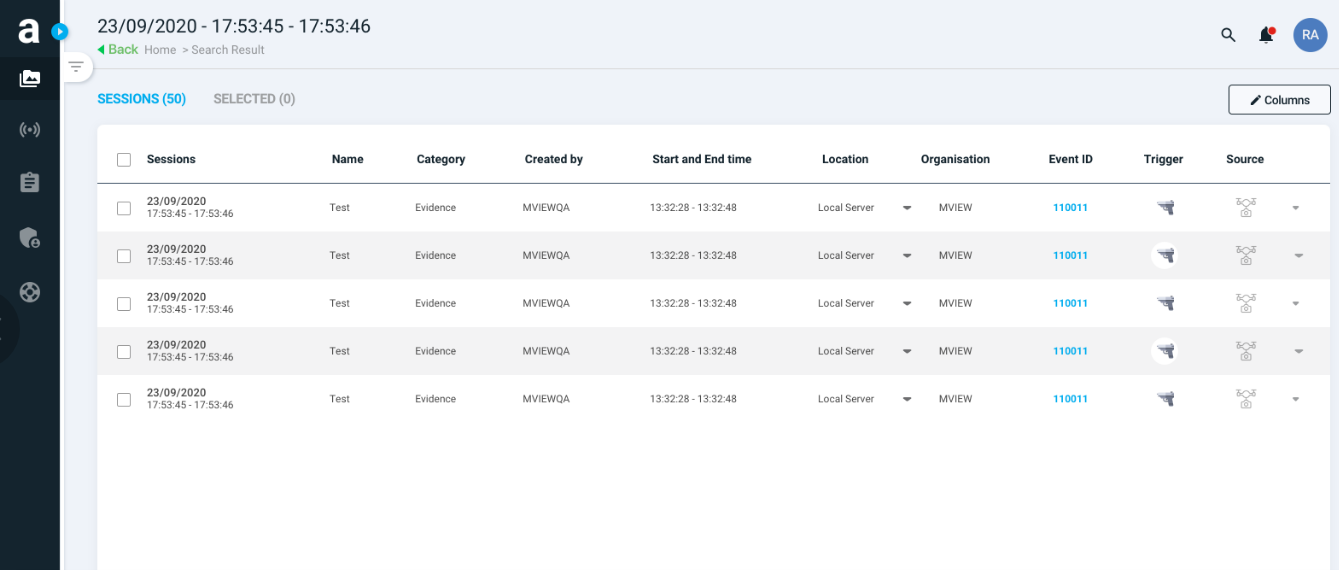 a
23/09/2020 - 17:53:45 - 17:53:46
Back Home > Search Result
RA
SESSIONS (50) SELECTED (0)
Columns
Sessions Name Category Created by Start and End time Location Organisation Event ID Trigger Source
23/09/2020
17:53:45 - 17:53:46 Test Evidence MVIEWQA 13:32:28 - 13:32:48 Local Server MVIEW 110011
23/09/2020
17:53:45 - 17:53:46 Test Evidence MVIEWQA 13:32:28 - 13:32:48 Local Server MVIEW 110011
23/09/2020
17:53:45 - 17:53:46 Test Evidence MVIEWQA 13:32:28 - 13:32:48 Local Server MVIEW 110011
23/09/2020
17:53:45 - 17:53:46 Test Evidence MVIEWQA 13:32:28 - 13:32:48 Local Server MVIEW 110011
23/09/2020
17:53:45 - 17:53:46 Test Evidence MVIEWQA 13:32:28 - 13:32:48 Local Server MVIEW 110011